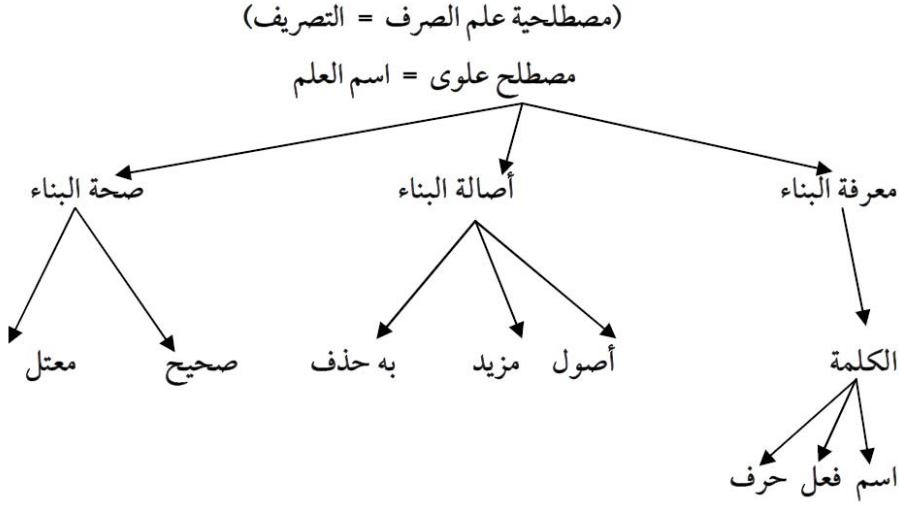 (مصطلحية علم الصرف = التصريف)
مصطلح علوى = اسم العلم
معرفة البناء أصالة البناء صحة البناء
الكلمة أصول مزيد به حذف صحيح معتل
اسم فعل حرف